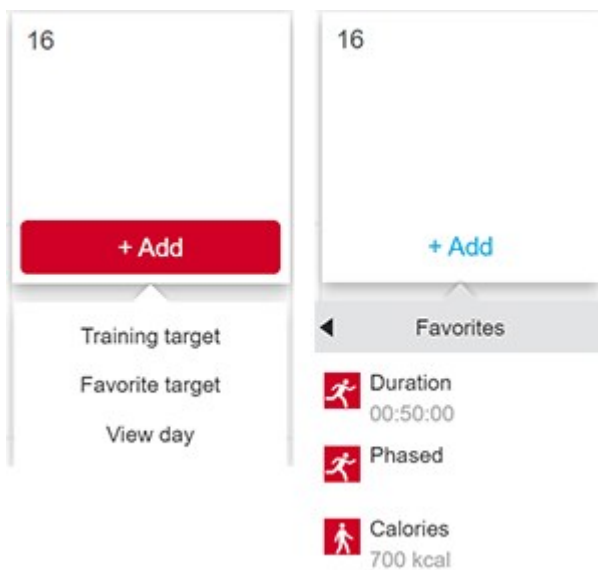 16
+ Add
Training target
Favorite target
View day
16
+ Add
Favorites
Duration
00:50:00
Phased
Calories
700 kcal